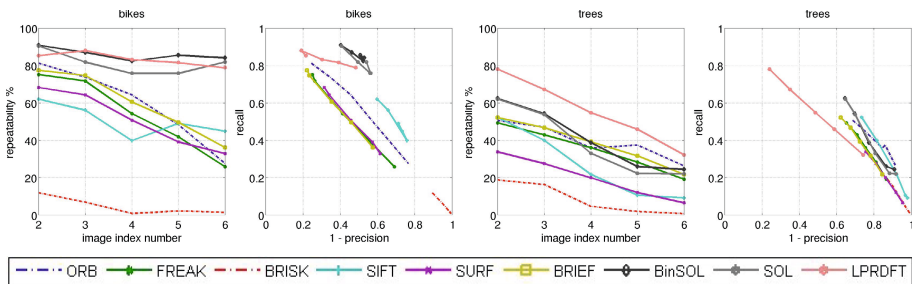 bikes
100
80
60
40
20
0
repeatability %
2 3 4 5 6
image index number
bikes
1
0.8
0.6
0.4
0.2
0
recall
0 0.2 0.4 0.6 0.8 1
1 - precision
trees
100
80
60
40
20
0
repeatability %
2 3 4 5 6
image index number
trees
1
0.8
0.6
0.4
0.2
0
recall
0 0.2 0.4 0.6 0.8 1
1 - precision
ORB FREAK BRISK SIFT SURF BRIEF BinSOL SOL LPRDFT